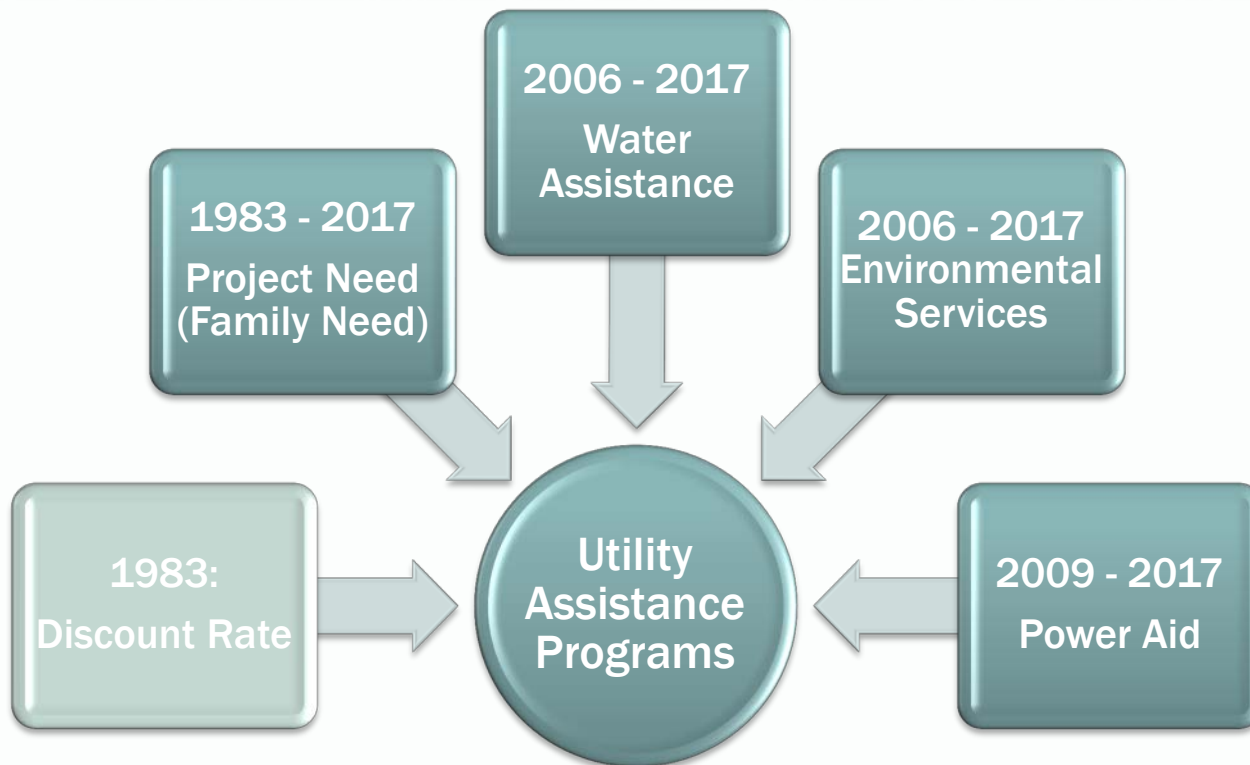 2006 - 2017
Water
Assistance
1983 - 2017
Project Need
(Family Need)
2006 - 2017
Environmental
Services
1983:
Discount Rate
Utility
Assistance
Programs
2009 - 2017
Power Aid